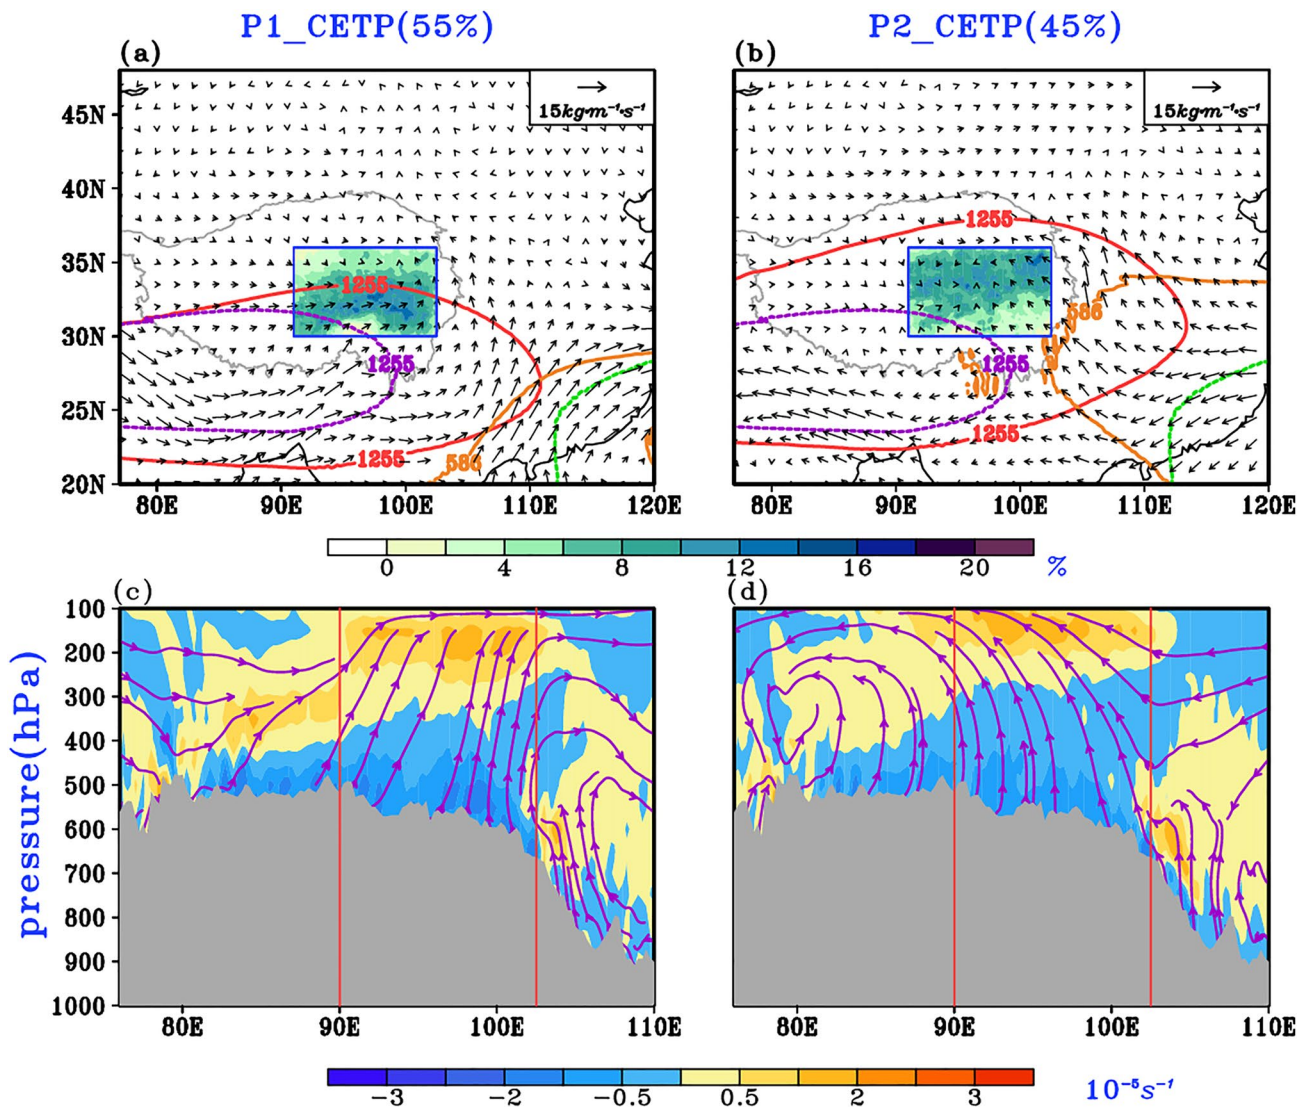 P1_CETP(55%)
P2_CETP(45%)
(a)
(b)
15kg·m⁻¹·s⁻¹
15kg·m⁻¹·s⁻¹
45N
40N
35N
30N
25N
20N
1255
1255
1255
586
1255
1255
1255
586
80E 90E 100E 110E 120E
80E 90E 100E 110E 120E
0 4 8 12 16 20 %
(c)
(d)
pressure(hPa)
100
200
300
400
500
600
700
800
900
1000
80E 90E 100E 110E
80E 90E 100E 110E
−3 −2 −0.5 0.5 2 3 10⁻⁵s⁻¹